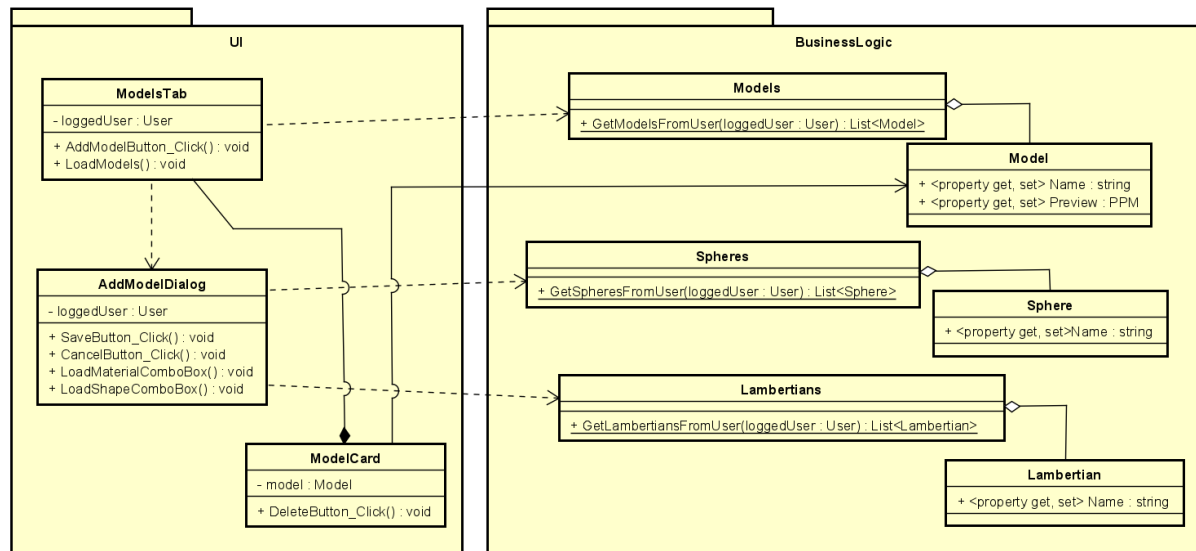 UI
ModelsTab
- loggedUser : User
+ AddModelButton_Click() : void
+ LoadModels() : void
AddModelDialog
- loggedUser : User
+ SaveButton_Click() : void
+ CancelButton_Click() : void
+ LoadMaterialComboBox() : void
+ LoadShapeComboBox() : void
ModelCard
- model : Model
+ DeleteButton_Click() : void
BusinessLogic
Models
+ GetModelsFromUser(loggedUser : User) : List<Model>
Model
+ <property get, set> Name : string
+ <property get, set> Preview : PPM
Spheres
+ GetSpheresFromUser(loggedUser : User) : List<Sphere>
Sphere
+ <property get, set>Name : string
Lambertians
+ GetLambertiansFromUser(loggedUser : User) : List<Lambertian>
Lambertian
+ <property get, set> Name : string